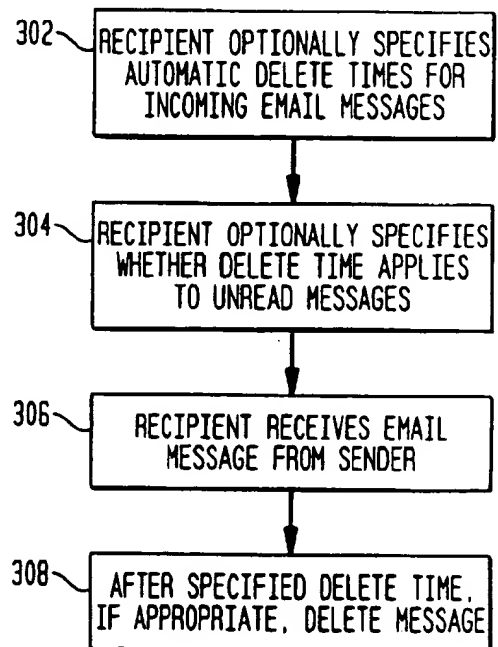 302
RECIPIENT OPTIONALLY SPECIFIES
AUTOMATIC DELETE TIMES FOR
INCOMING EMAIL MESSAGES
304
RECIPIENT OPTIONALLY SPECIFIES
WHETHER DELETE TIME APPLIES
TO UNREAD MESSAGES
306
RECIPIENT RECEIVES EMAIL
MESSAGE FROM SENDER
308
AFTER SPECIFIED DELETE TIME,
IF APPROPRIATE, DELETE MESSAGE